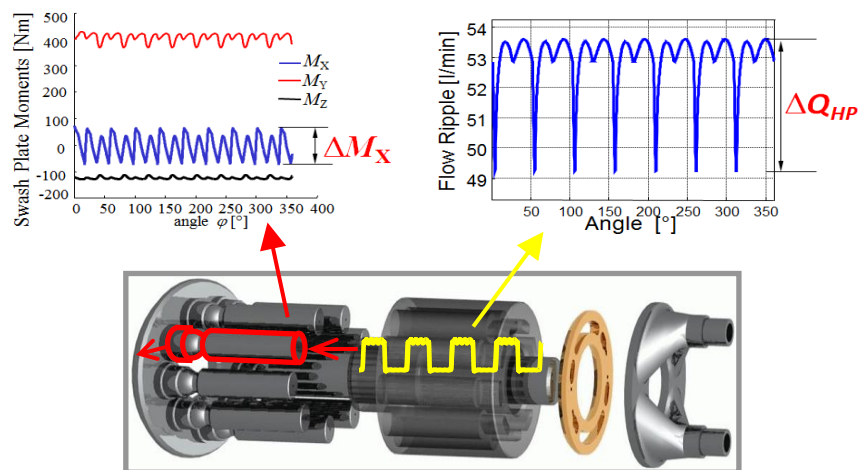 Swash Plate Moments [Nm]
500
400
300
200
100
0
-100
-200
M_X
M_Y
M_Z
ΔM_X
0 50 100 150 200 250 300 350 400
angle φ [°]
Flow Ripple [l/min]
54
53
52
51
50
49
ΔQ_HP
50 100 150 200 250 300 350
Angle [°]